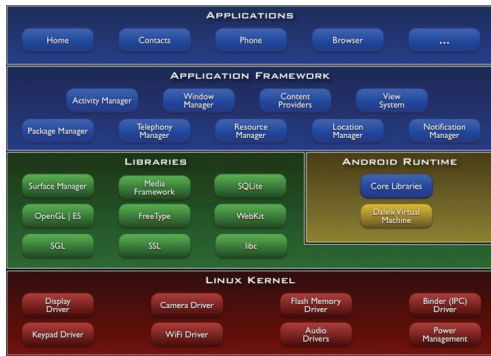 APPLICATIONS
Home
Contacts
Phone
Browser
...
APPLICATION FRAMEWORK
Activity Manager
Window
Manager
Content
Providers
View
System
Package Manager
Telephony
Manager
Resource
Manager
Location
Manager
Notification
Manager
LIBRARIES
Surface Manager
Media
Framework
SQLite
OpenGL | ES
FreeType
WebKit
SGL
SSL
libc
ANDROID RUNTIME
Core Libraries
Dalvik Virtual
Machine
LINUX KERNEL
Display
Driver
Camera Driver
Flash Memory
Driver
Binder (IPC)
Driver
Keypad Driver
WiFi Driver
Audio
Drivers
Power
Management